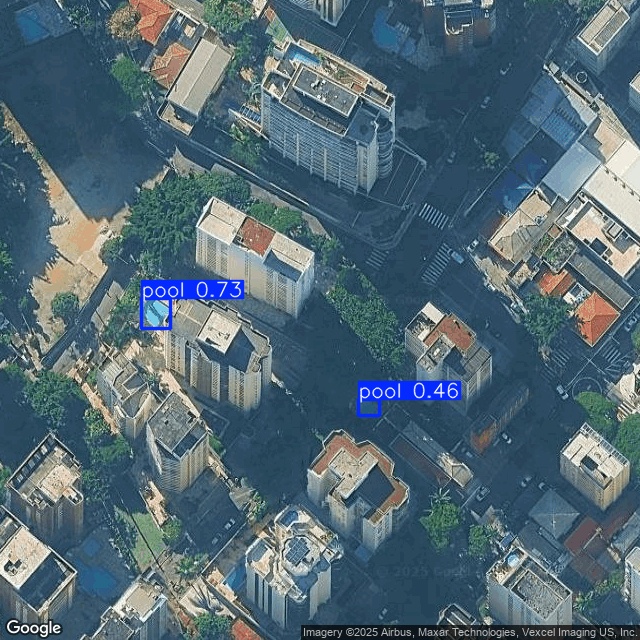 pool 0.73
pool 0.46
Google
Imagery ©2025 Airbus, Maxar Technologies, Vexcel Imaging US, Inc.